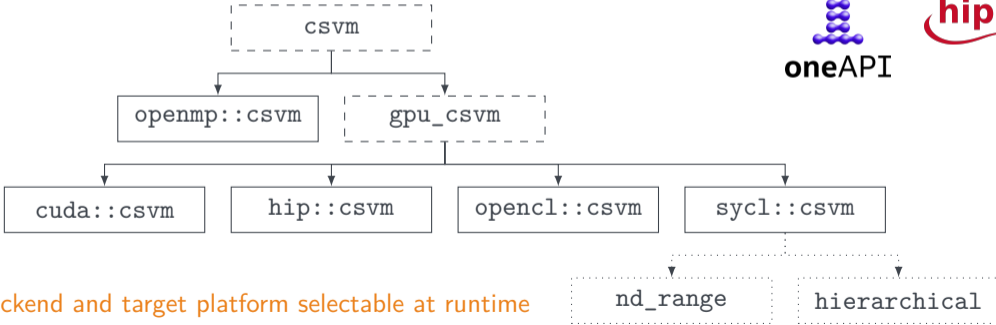 csvm
hip
oneAPI
openmp::csvm
gpu_csvm
cuda::csvm
hip::csvm
opencl::csvm
sycl::csvm
nd_range
hierarchical
ckend and target platform selectable at runtime